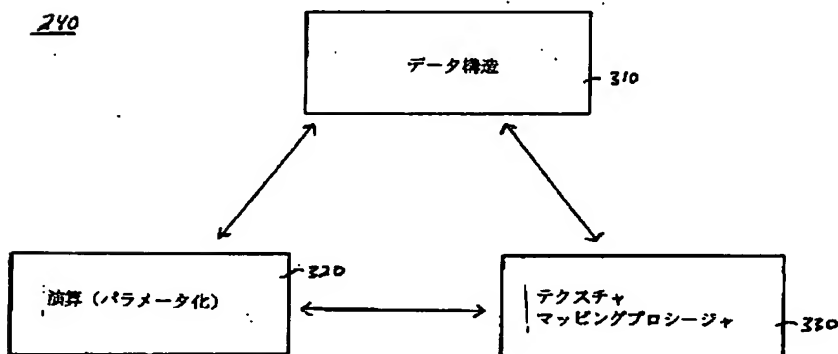 240
データ構造
310
演算（パラメータ化）
320
テクスチャ
マッピングプロシージャ
330